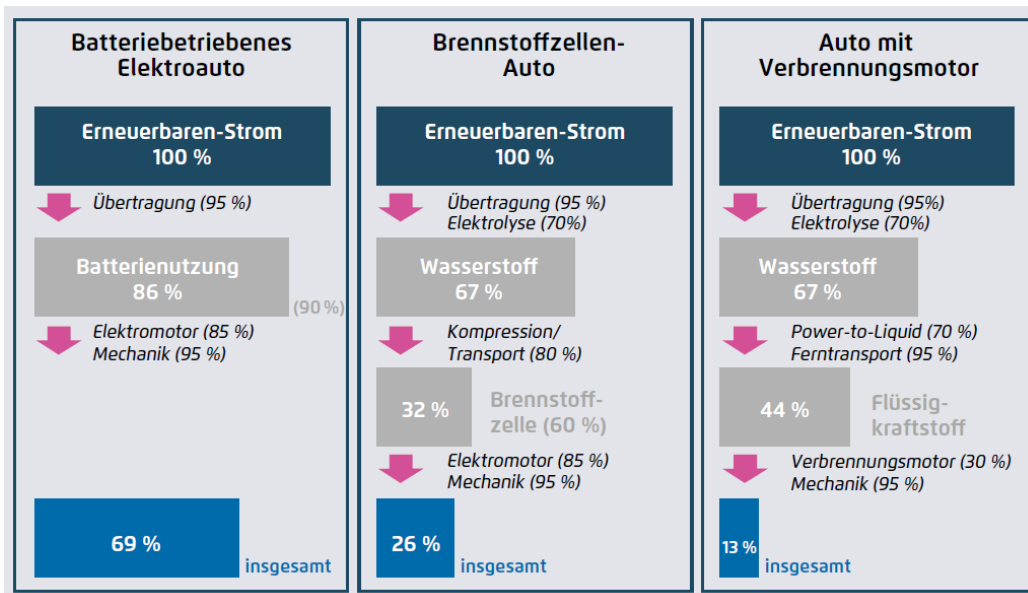 Batteriebetriebenes
Elektroauto
Erneuerbaren-Strom
100 %
Übertragung (95 %)
Batterienutzung
86 %
(90 %)
Elektromotor (85 %)
Mechanik (95 %)
69 %
insgesamt
Brennstoffzellen-
Auto
Erneuerbaren-Strom
100 %
Übertragung (95 %)
Elektrolyse (70%)
Wasserstoff
67 %
Kompression/
Transport (80 %)
32 %
Brennstoff-
zelle (60 %)
Elektromotor (85 %)
Mechanik (95 %)
26 %
insgesamt
Auto mit
Verbrennungsmotor
Erneuerbaren-Strom
100 %
Übertragung (95%)
Elektrolyse (70%)
Wasserstoff
67 %
Power-to-Liquid (70 %)
Ferntransport (95 %)
44 %
Flüssig-
kraftstoff
Verbrennungsmotor (30 %)
Mechanik (95 %)
13 %
insgesamt